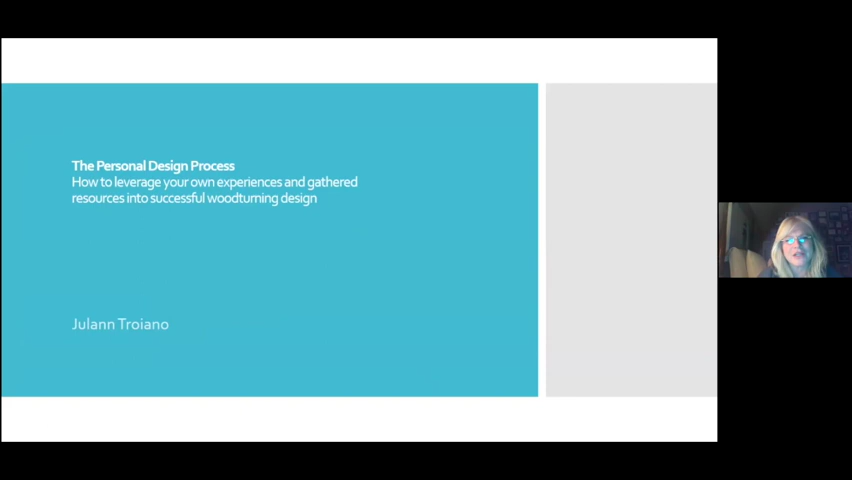 The Personal Design Process
How to leverage your own experiences and gathered
resources into successful woodturning design
Julann Troiano